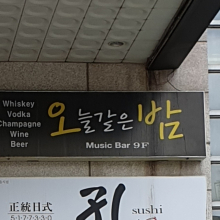 Whiskey
Vodka
Champagne
Wine
Beer
오늘같은밤
Music Bar 9F
正統日式
sushi